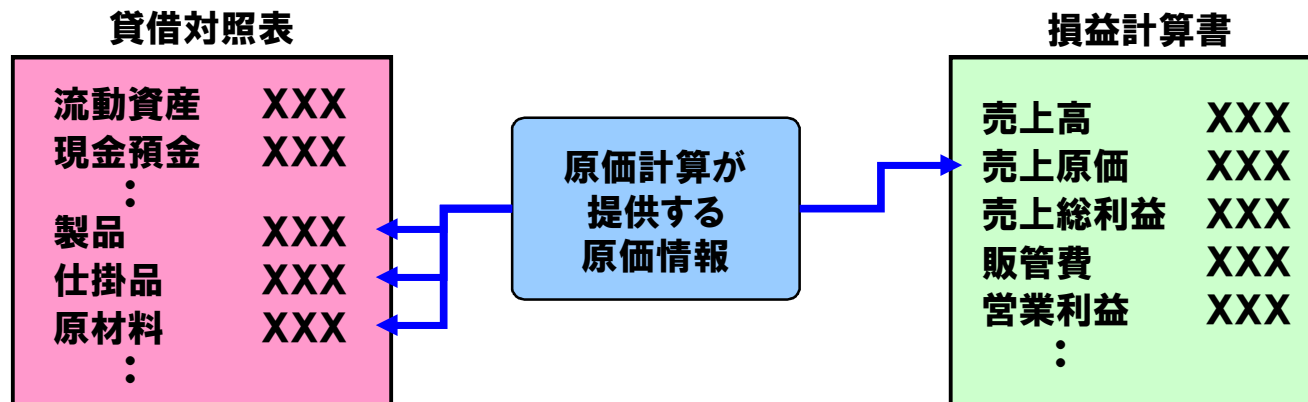 貸借対照表
流動資産 XXX
現金預金 XXX
:
製品 XXX
仕掛品 XXX
原材料 XXX
:
原価計算が
提供する
原価情報
損益計算書
売上高 XXX
売上原価 XXX
売上総利益 XXX
販管費 XXX
営業利益 XXX
: